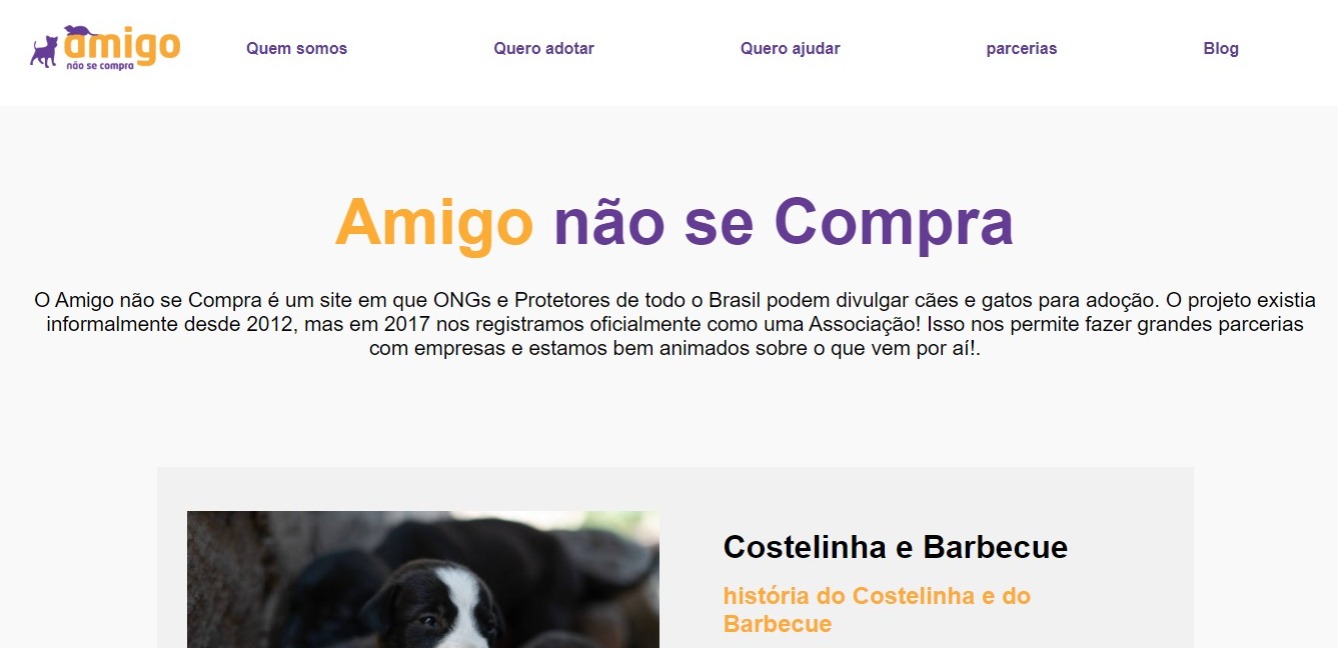 amigo
não se compra
Quem somos
Quero adotar
Quero ajudar
parcerias
Blog
Amigo não se Compra
O Amigo não se Compra é um site em que ONGs e Protetores de todo o Brasil podem divulgar cães e gatos para adoção. O projeto existia
informalmente desde 2012, mas em 2017 nos registramos oficialmente como uma Associação! Isso nos permite fazer grandes parcerias
com empresas e estamos bem animados sobre o que vem por aí!.
Costelinha e Barbecue
história do Costelinha e do
Barbecue